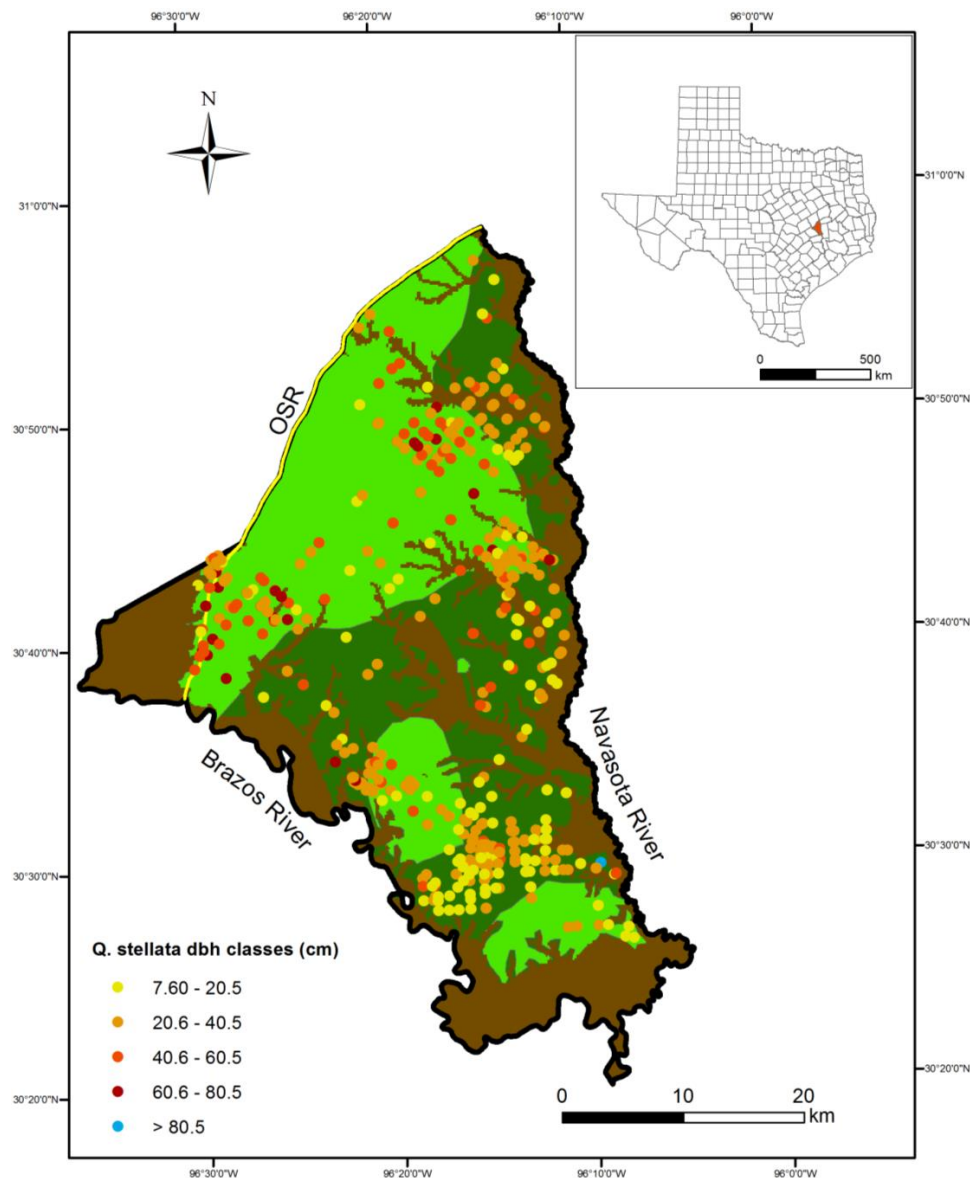 96°30'0"W 96°20'0"W 96°10'0"W 96°0'0"W
N
31°0'0"N
31°0'0"N
0 500
km
30°50'0"N
30°50'0"N
OSR
30°40'0"N
30°40'0"N
Brazos River
Navasota River
30°30'0"N
30°30'0"N
Q. stellata dbh classes (cm)
7.60 - 20.5
20.6 - 40.5
40.6 - 60.5
60.6 - 80.5
> 80.5
0 10 20
km
30°20'0"N
30°20'0"N
96°30'0"W 96°20'0"W 96°10'0"W 96°0'0"W